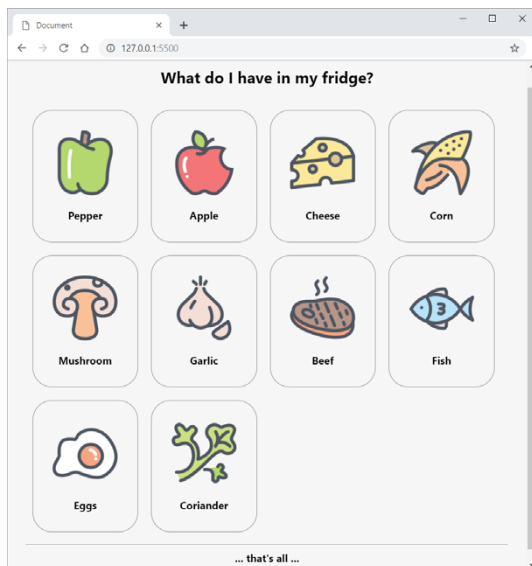 Document
127.0.0.1:5500
What do I have in my fridge?
Pepper Apple Cheese Corn
Mushroom Garlic Beef Fish
Eggs Coriander
... that's all ...